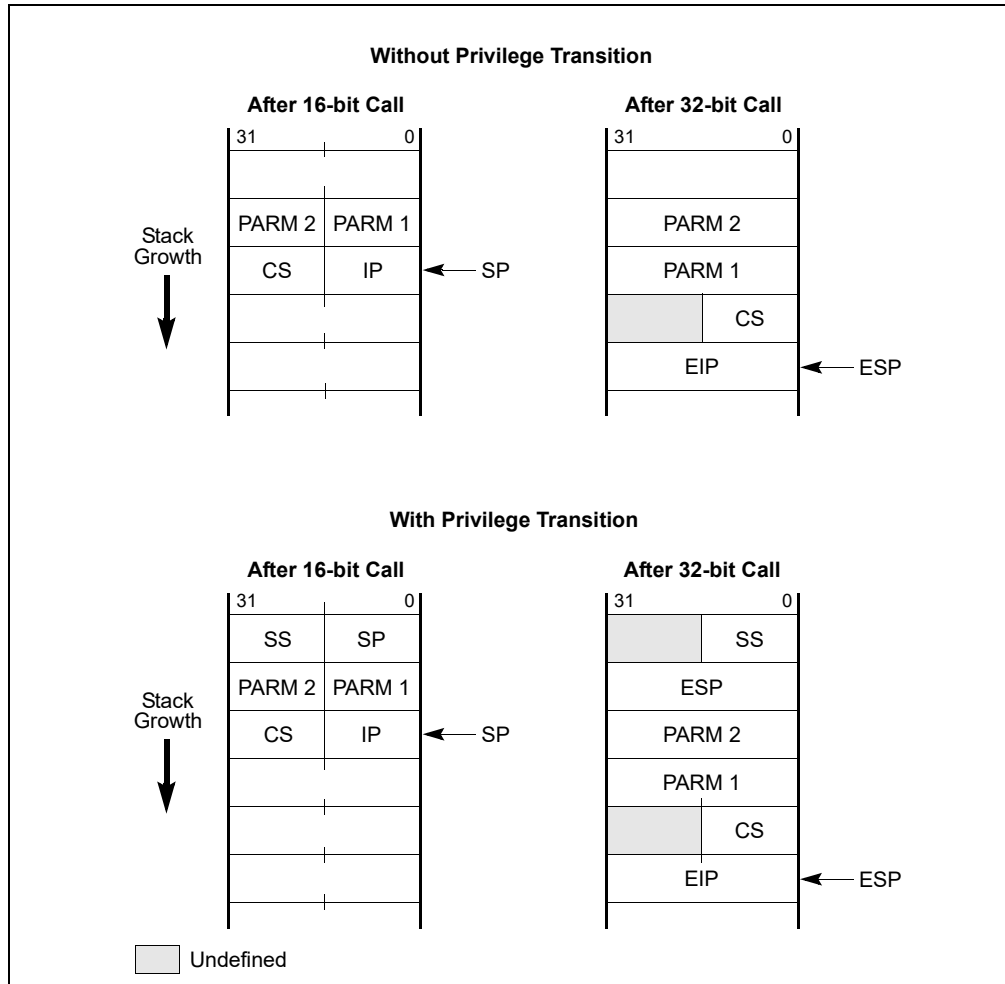 Without Privilege Transition
After 16-bit Call
After 32-bit Call
31 0
31 0
PARM 2 PARM 1
PARM 2
Stack
Growth
CS IP
SP
PARM 1
CS
EIP
ESP
With Privilege Transition
After 16-bit Call
After 32-bit Call
31 0
31 0
SS SP
SS
PARM 2 PARM 1
ESP
Stack
Growth
CS IP
SP
PARM 2
PARM 1
CS
EIP
ESP
Undefined